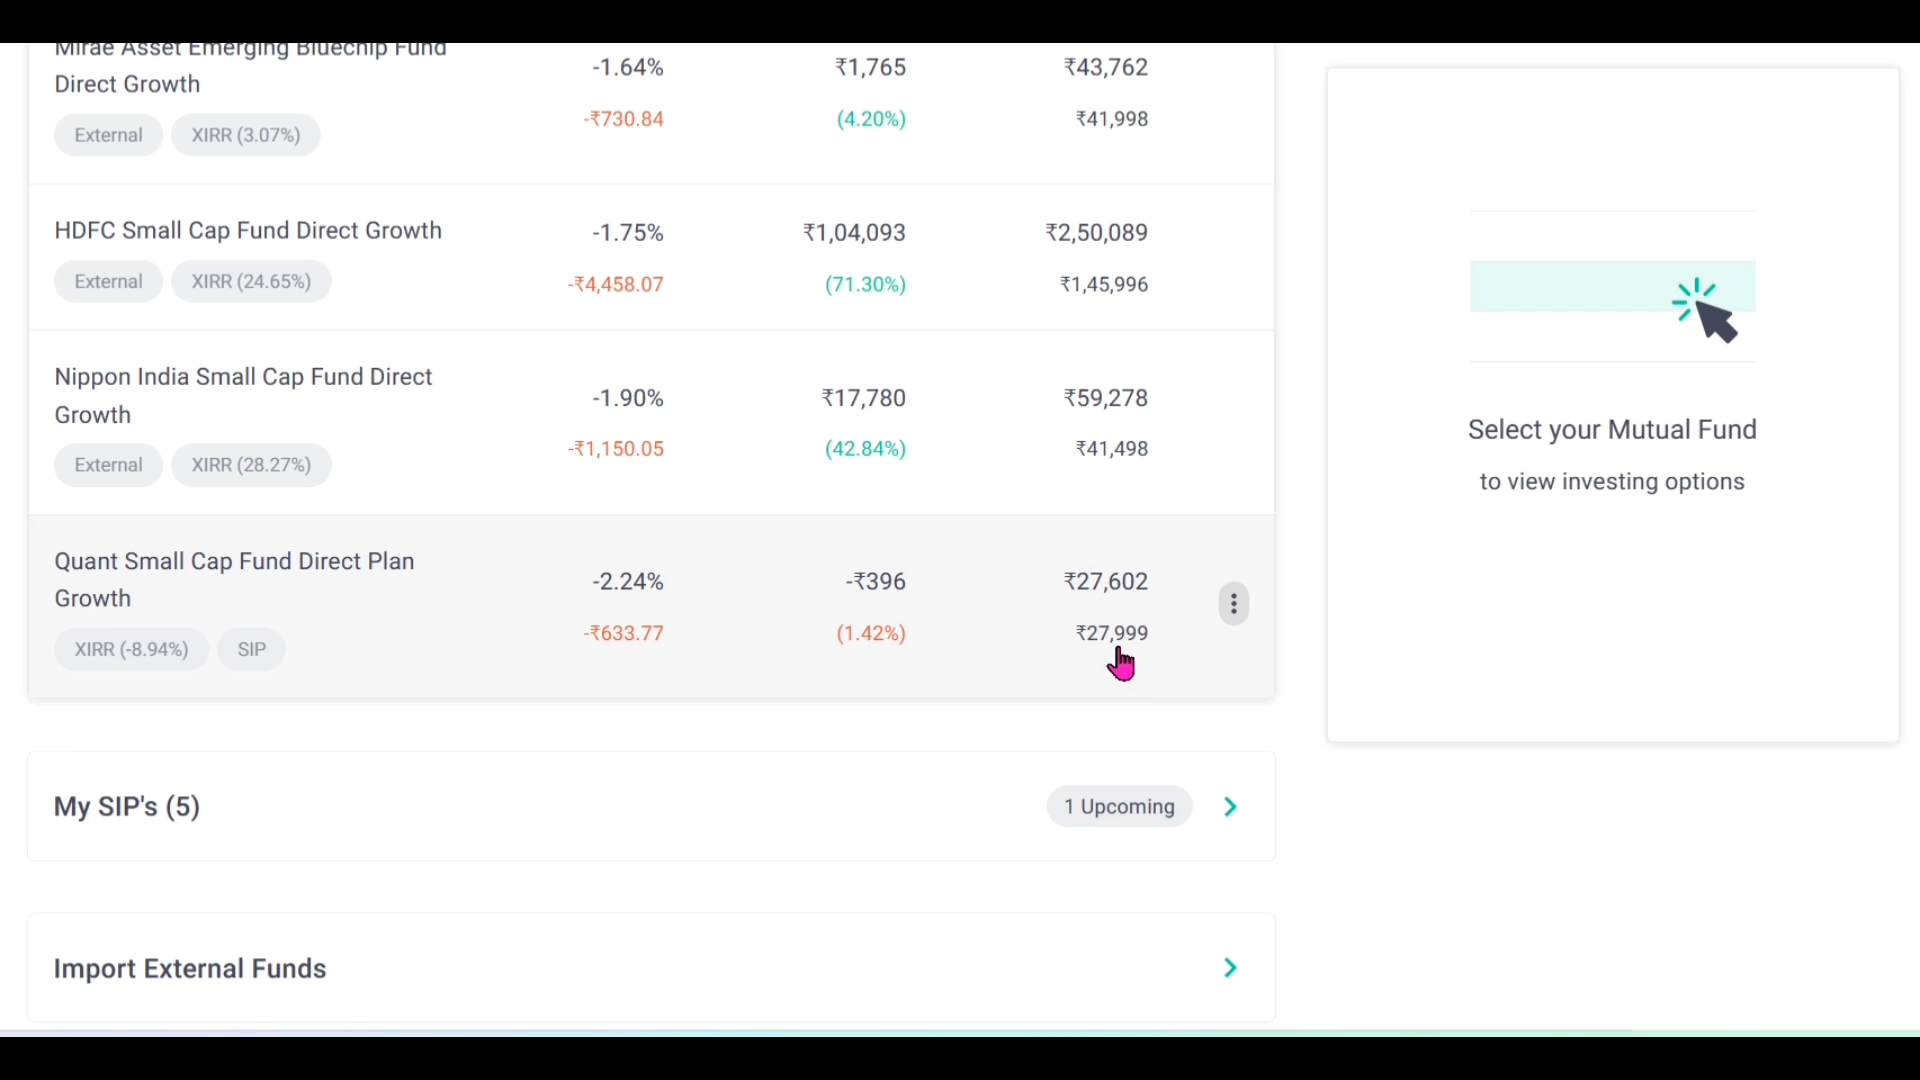 Mirae Asset Emerging Bluechip Fund
Direct Growth
-1.64%
₹1,765
₹43,762
-₹730.84
(4.20%)
₹41,998
External
XIRR (3.07%)
HDFC Small Cap Fund Direct Growth
-1.75%
₹1,04,093
₹2,50,089
-₹4,458.07
(71.30%)
₹1,45,996
External
XIRR (24.65%)
Nippon India Small Cap Fund Direct
Growth
-1.90%
₹17,780
₹59,278
-₹1,150.05
(42.84%)
₹41,498
External
XIRR (28.27%)
Quant Small Cap Fund Direct Plan
Growth
-2.24%
-₹396
₹27,602
-₹633.77
(1.42%)
₹27,999
XIRR (-8.94%)
SIP
My SIP's (5)
1 Upcoming
Import External Funds
Select your Mutual Fund
to view investing options